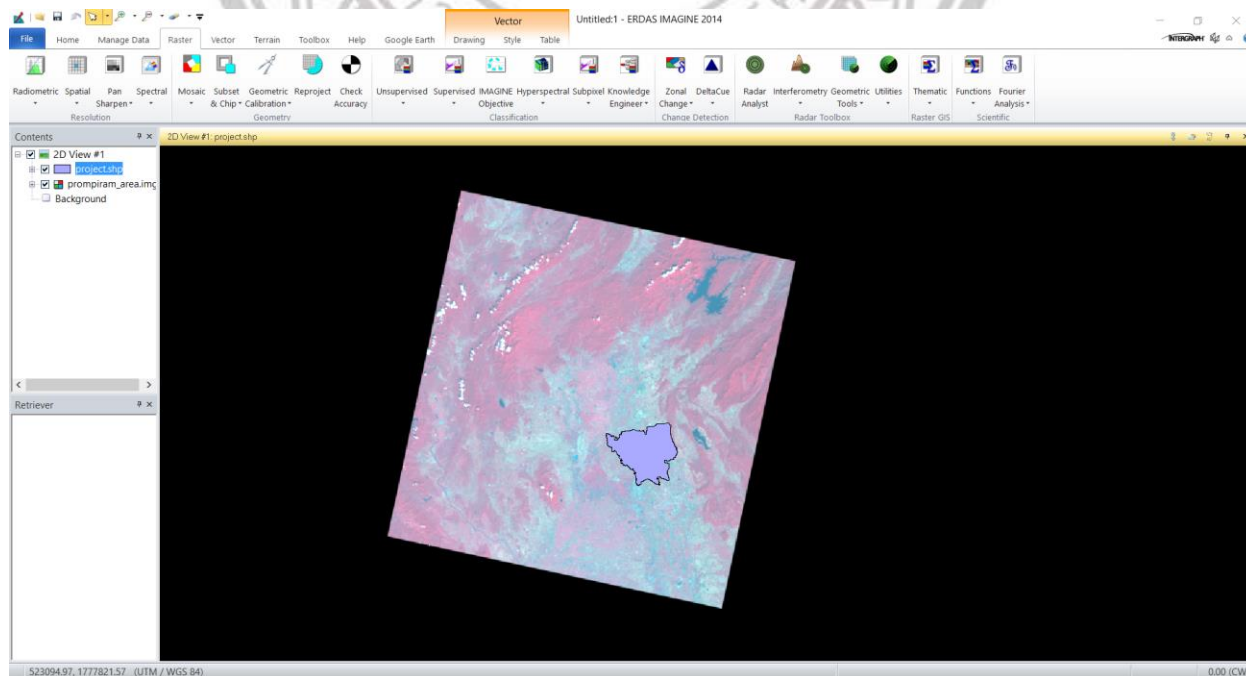 Vector
Untitled:1 - ERDAS IMAGINE 2014
File Home Manage Data Raster Vector Terrain Toolbox Help Google Earth Drawing Style Table
INTERGRAPH
Radiometric Spatial Pan Spectral Mosaic Subset Geometric Reproject Check Unsupervised Supervised IMAGINE Hyperspectral Subpixel Knowledge Zonal DeltaCue Radar Interferometry Geometric Utilities Thematic Functions Fourier
Sharpen & Chip Calibration Accuracy Objective Engineer Change Analyst Tools Analysis
Resolution Geometry Classification Change Detection Radar Toolbox Raster GIS Scientific
Contents
2D View #1: project.shp
2D View #1
project.shp
prompiram_area.img
Background
Retriever
523094.97, 1777821.57 (UTM / WGS 84)
0.00 (CW